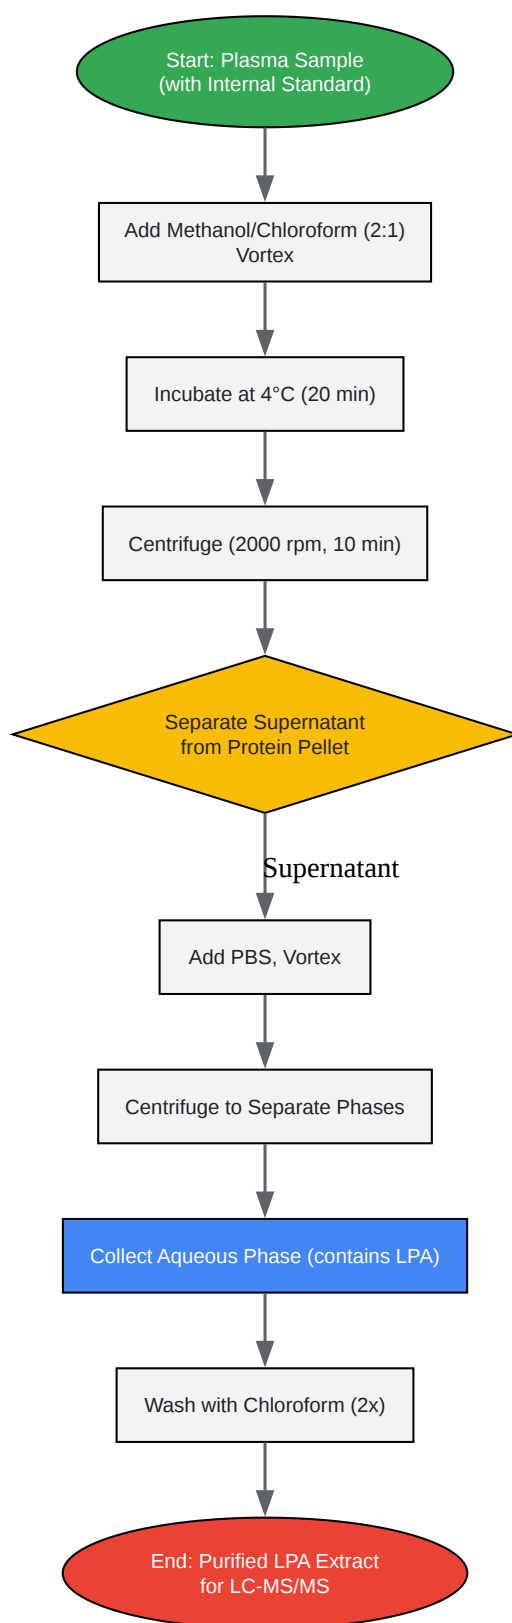 Start: Plasma Sample
(with Internal Standard)
Add Methanol/Chloroform (2:1)
Vortex
Incubate at 4°C (20 min)
Centrifuge (2000 rpm, 10 min)
Separate Supernatant
from Protein Pellet
Supernatant
Add PBS, Vortex
Centrifuge to Separate Phases
Collect Aqueous Phase (contains LPA)
Wash with Chloroform (2x)
End: Purified LPA Extract
for LC-MS/MS